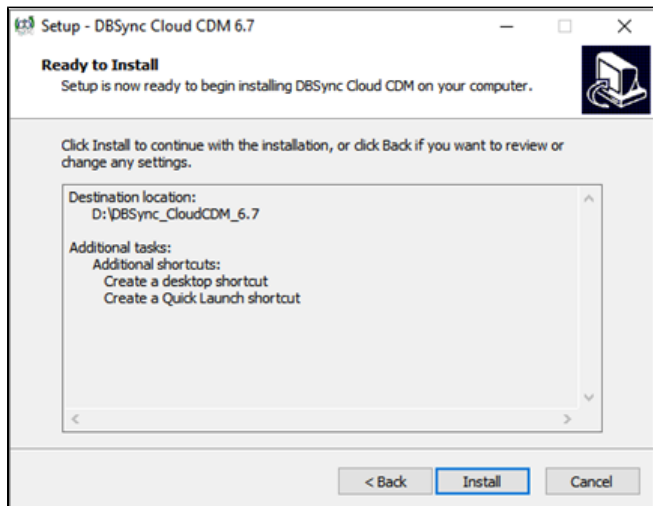 Setup - DBSync Cloud CDM 6.7
Ready to Install
Setup is now ready to begin installing DBSync Cloud CDM on your computer.
Click Install to continue with the installation, or click Back if you want to review or
change any settings.
Destination location:
D:\DBSync_CloudCDM_6.7
Additional tasks:
Additional shortcuts:
Create a desktop shortcut
Create a Quick Launch shortcut
< Back
Install
Cancel